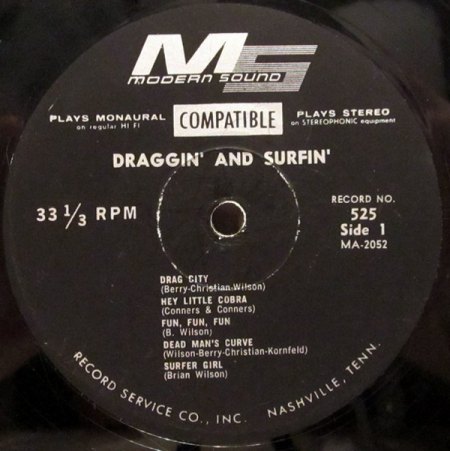 MS
MODERN SOUND
PLAYS MONAURAL
on regular HI FI
COMPATIBLE
PLAYS STEREO
on STEREOPHONIC equipment
DRAGGIN' AND SURFIN'
33 1/3 RPM
RECORD NO.
525
Side 1
MA-2052
DRAG CITY
(Berry-Christian-Wilson)
HEY LITTLE COBRA
(Conners & Conners)
FUN, FUN, FUN
(B. Wilson)
DEAD MAN'S CURVE
(Wilson-Berry-Christian-Kornfeld)
SURFER GIRL
(Brian Wilson)
RECORD SERVICE CO., INC. NASHVILLE, TENN.